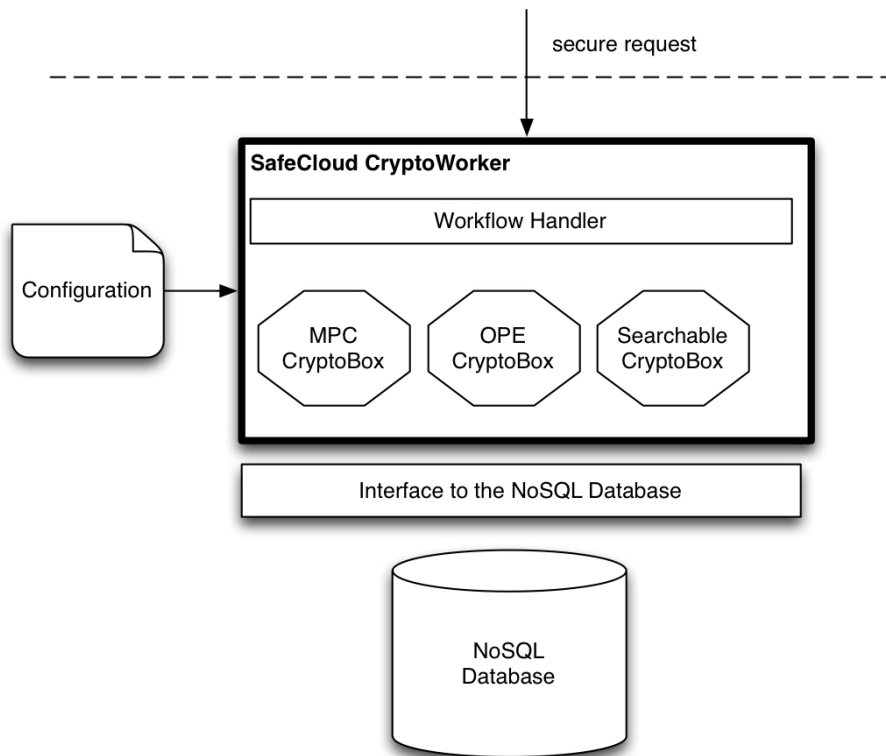 secure request
SafeCloud CryptoWorker
Workflow Handler
Configuration
MPC
CryptoBox
OPE
CryptoBox
Searchable
CryptoBox
Interface to the NoSQL Database
NoSQL
Database